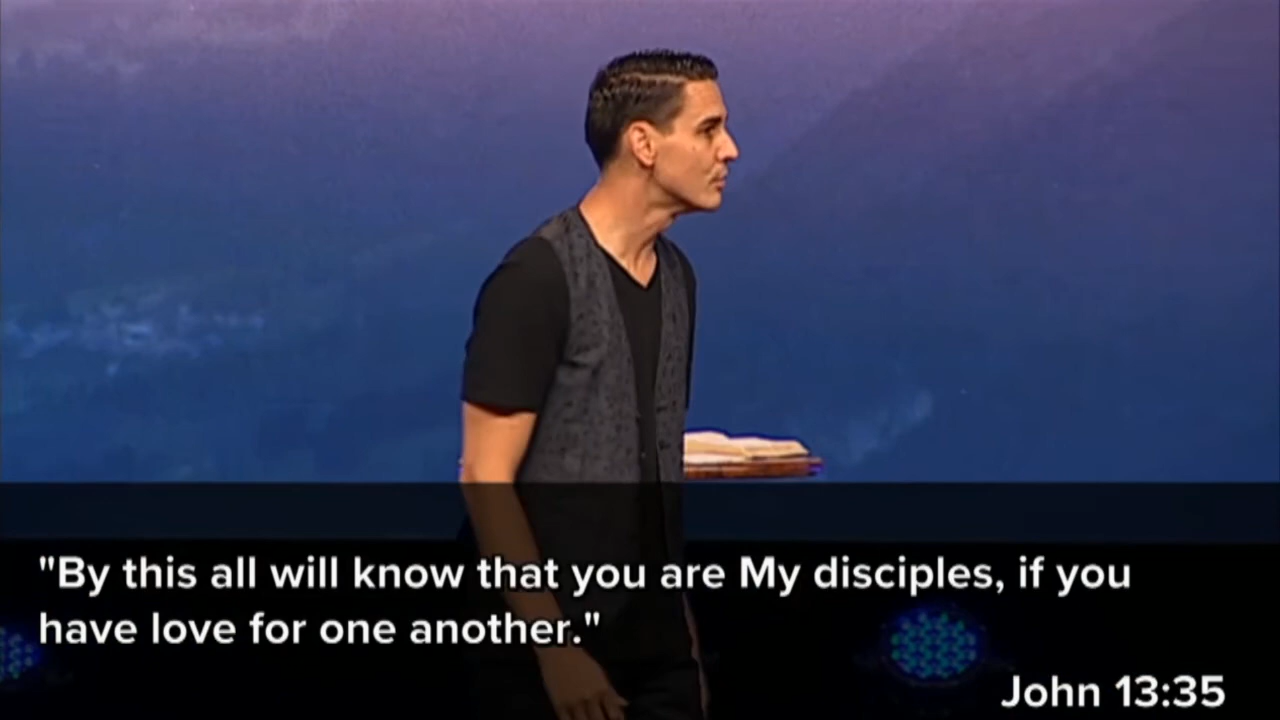 "By this all will know that you are My disciples, if you
have love for one another."
John 13:35